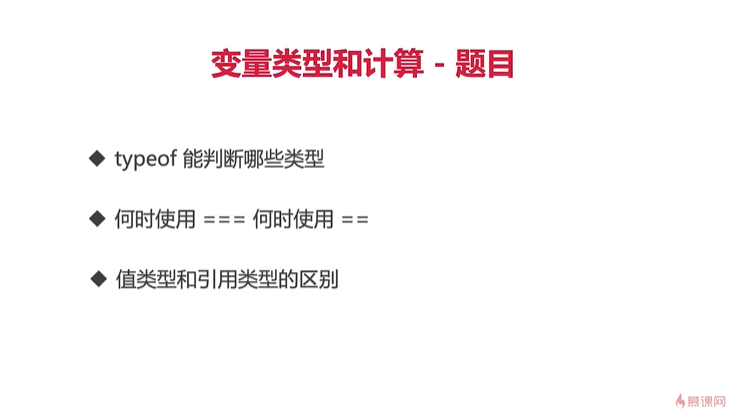 变量类型和计算 - 题目
◆ typeof 能判断哪些类型
◆ 何时使用 === 何时使用 ==
◆ 值类型和引用类型的区别
慕课网